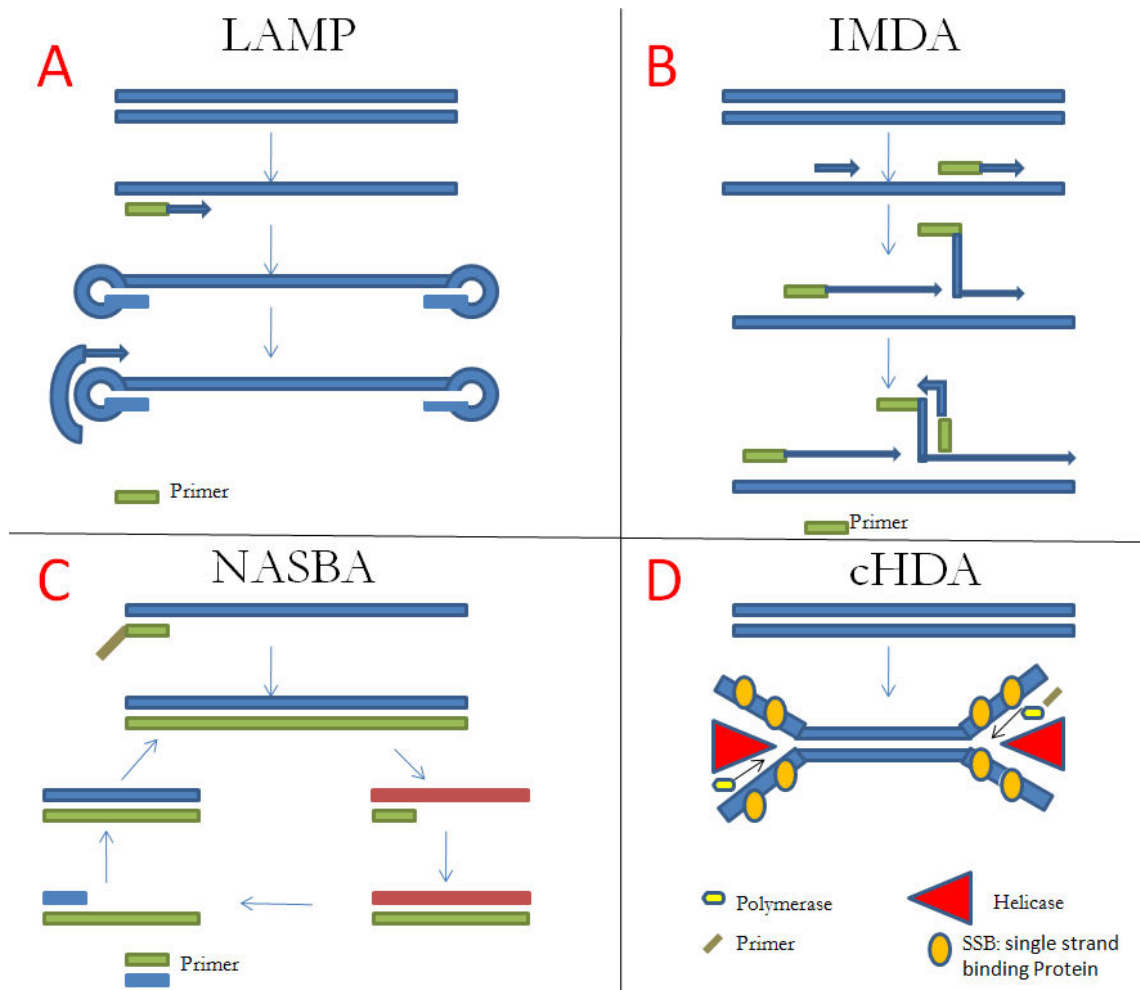 A
LAMP
Primer
B
IMDA
Primer
C
NASBA
Primer
D
cHDA
Polymerase
Helicase
Primer
SSB: single strand
binding Protein